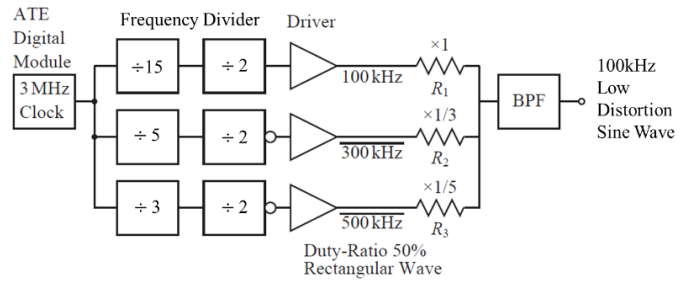 ATE
Digital
Module
3 MHz
Clock
Frequency Divider
Driver
÷15
÷ 2
100 kHz
×1
R1
÷ 5
÷ 2
300 kHz
×1/3
R2
÷ 3
÷ 2
500 kHz
×1/5
R3
Duty-Ratio 50%
Rectangular Wave
BPF
100kHz
Low
Distortion
Sine Wave